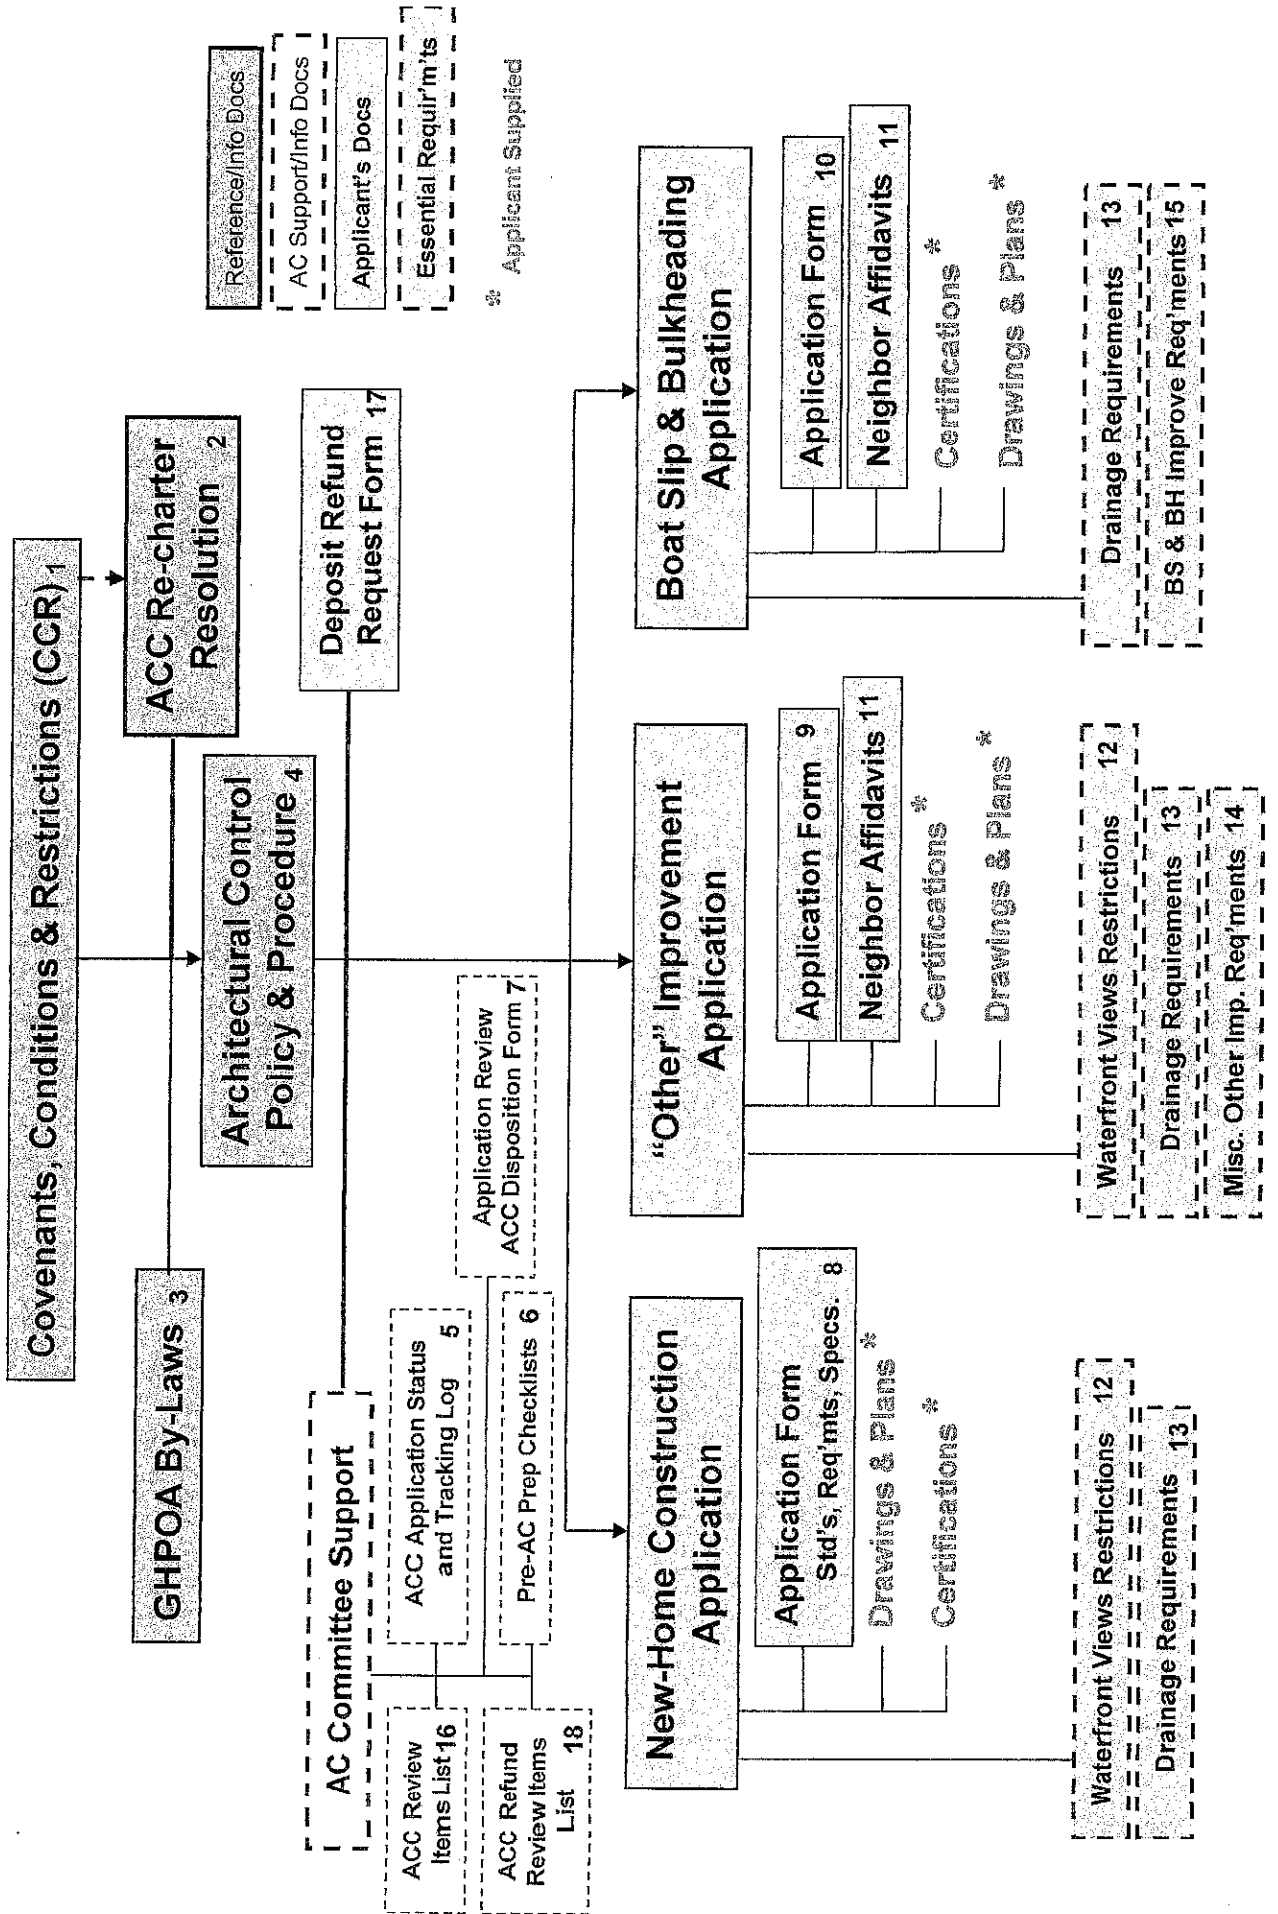 Covenants, Conditions & Restrictions (CCR) 1
GHPOA By-Laws 3
ACC Re-charter
Resolution 2
Architectural Control
Policy & Procedure 4
Reference/Info Docs
AC Support/Info Docs
Applicant's Docs
Essential Requir'm'ts
* Applicant Supplied
AC Committee Support
Deposit Refund
Request Form 17
ACC Review
Items List 16
ACC Application Status
and Tracking Log 5
Application Review
ACC Disposition Form 7
ACC Refund
Review Items
List 18
Pre-AC Prep Checklists 6
New-Home Construction
Application
Application Form
Std's, Req'mts, Specs. 8
Drawings & Plans *
Certifications *
Waterfront Views Restrictions 12
Drainage Requirements 13
“Other” Improvement
Application
Application Form 9
Neighbor Affidavits 11
Certifications *
Drawings & Plans *
Waterfront Views Restrictions 12
Drainage Requirements 13
Misc. Other Imp. Req'ments 14
Boat Slip & Bulkheading
Application
Application Form 10
Neighbor Affidavits 11
Certifications *
Drawings & Plans *
Drainage Requirements 13
BS & BH Improve Req'ments 15